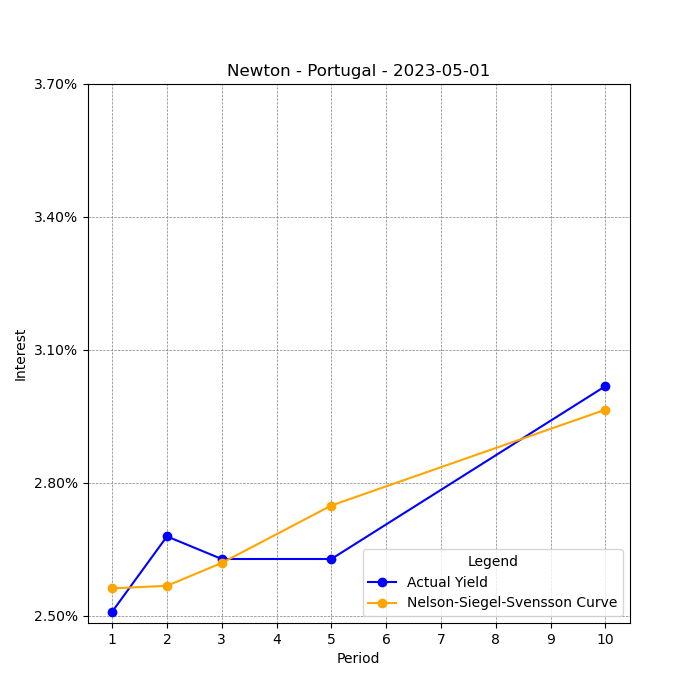 Newton - Portugal - 2023-05-01
3.70%
3.40%
3.10%
2.80%
2.50%
Interest
1 2 3 4 5 6 7 8 9 10
Period
Legend
Actual Yield
Nelson-Siegel-Svensson Curve